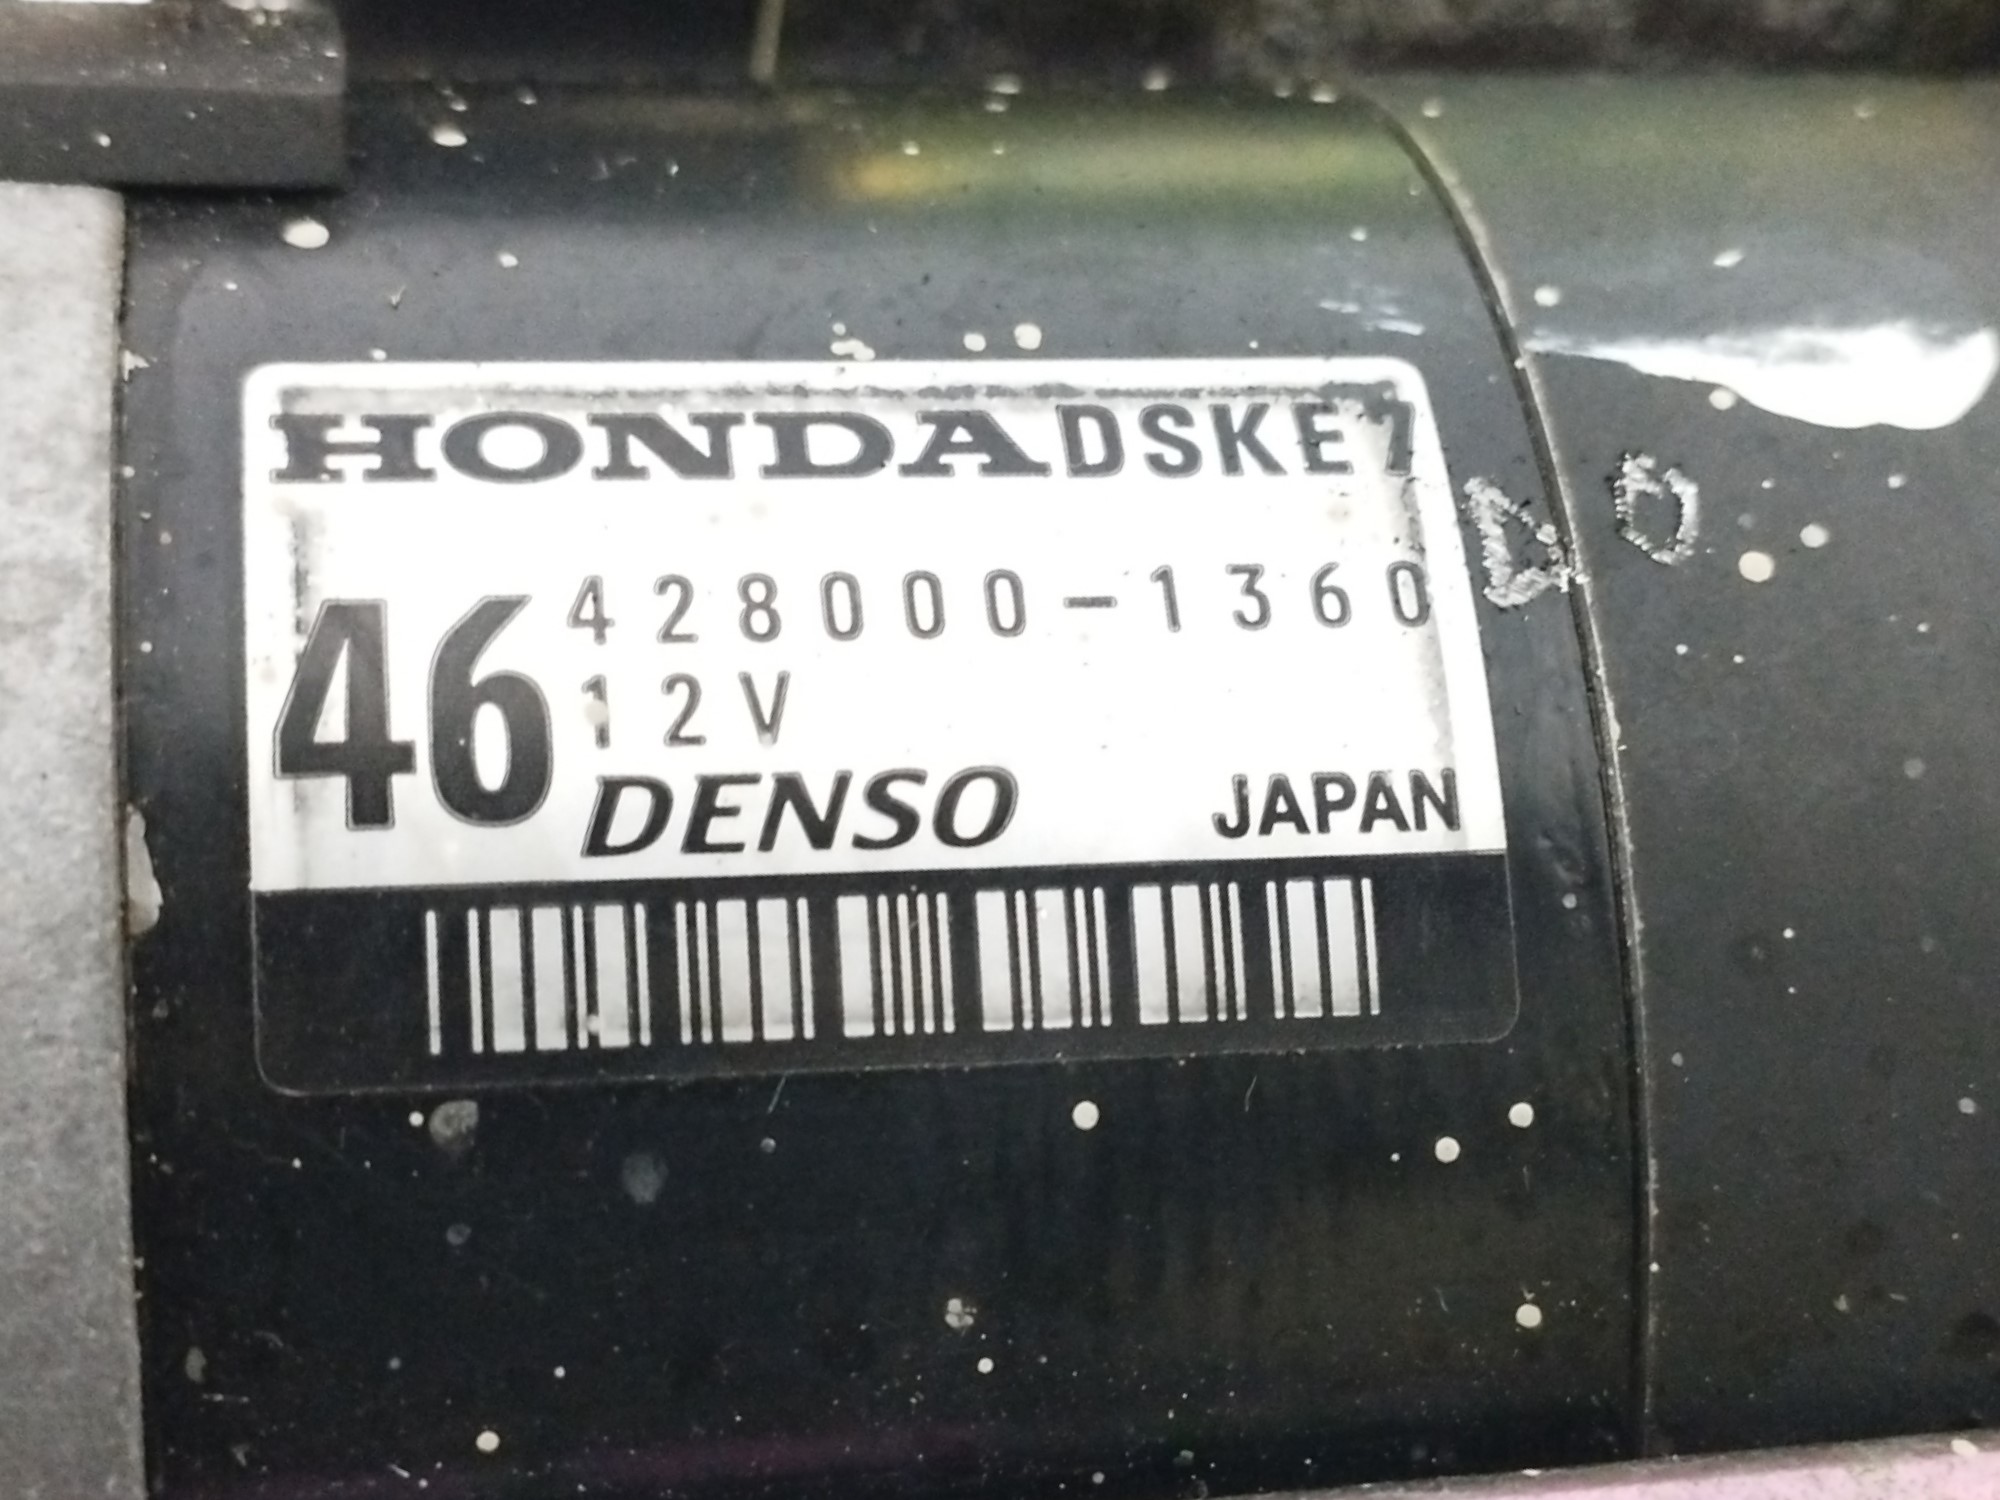 HONDA DSKE7
46 428000-1360
12V
DENSO JAPAN